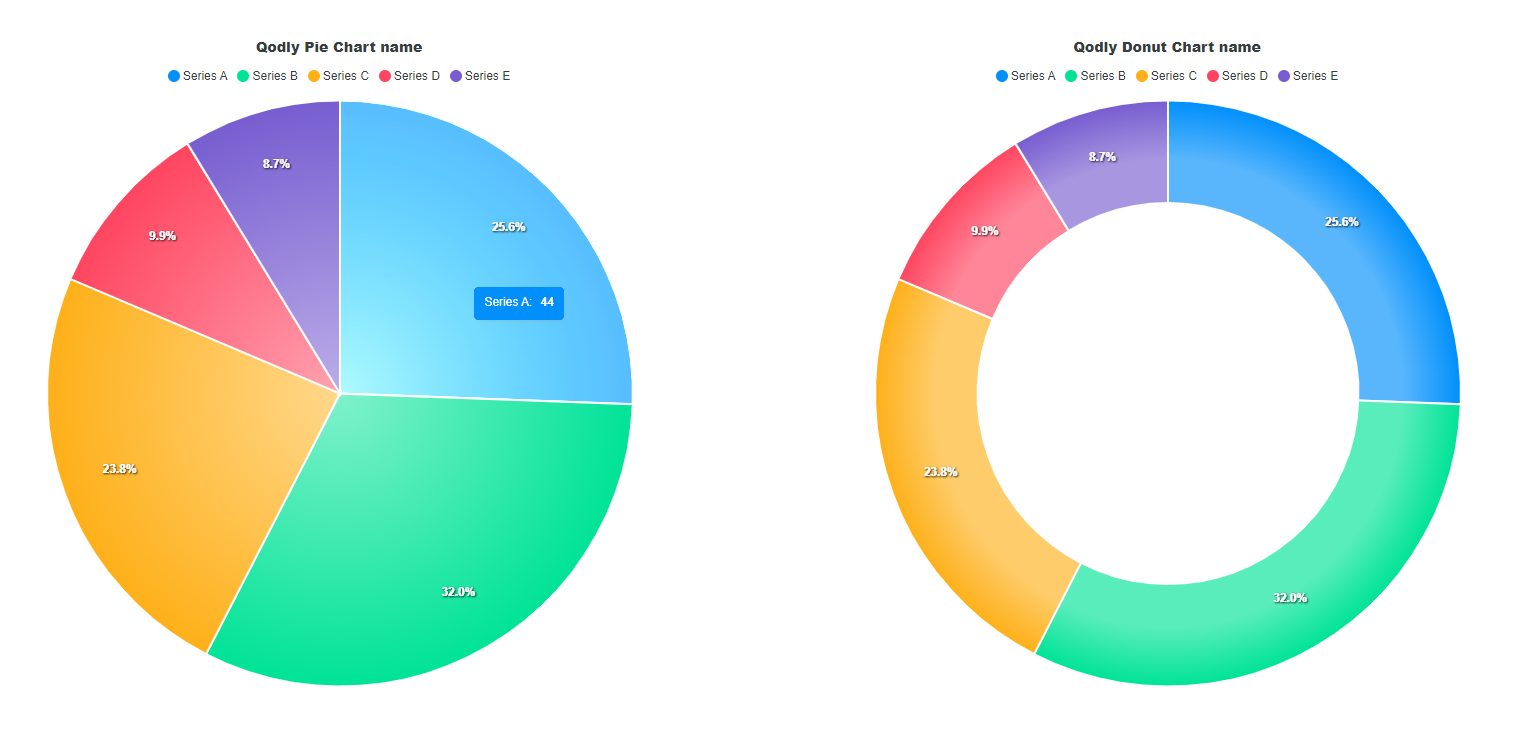 Qodly Pie Chart name
Series A Series B Series C Series D Series E
8.7%
25.6%
9.9%
Series A: 44
23.8%
32.0%
Qodly Donut Chart name
Series A Series B Series C Series D Series E
8.7%
25.6%
9.9%
23.8%
32.0%